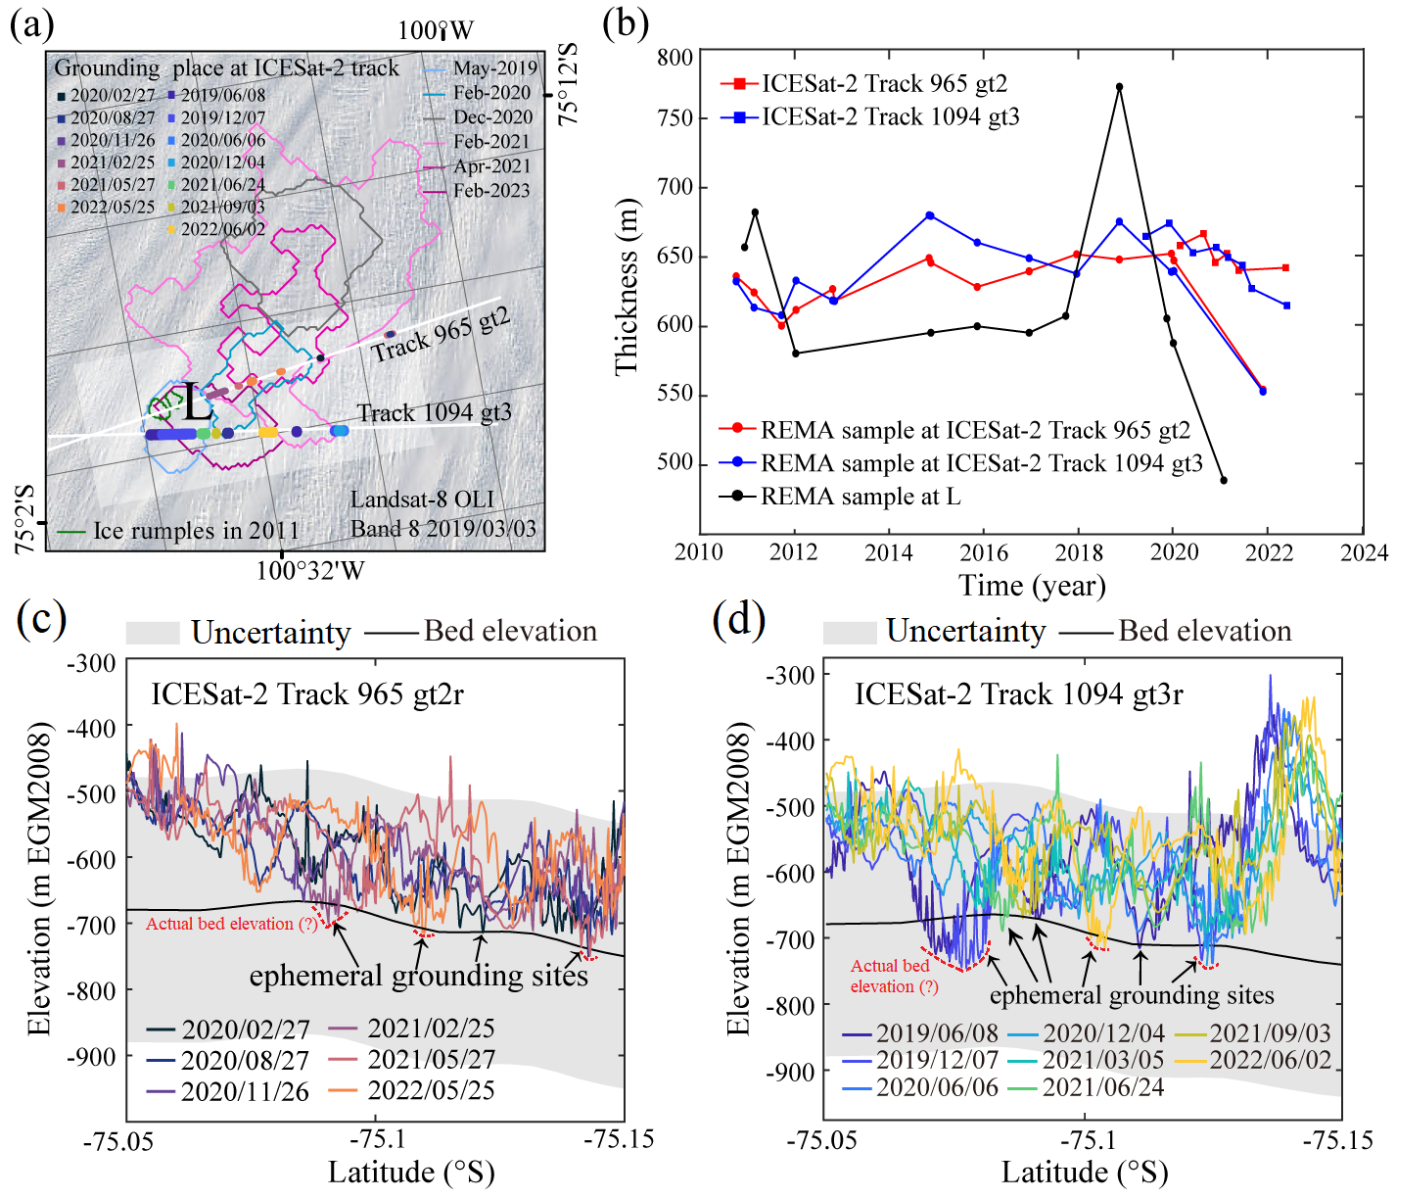 (a)
100°W
75°12'S
Grounding place at ICESat-2 track
2020/02/27
2020/08/27
2020/11/26
2021/02/25
2021/05/27
2022/05/25
2019/06/08
2019/12/07
2020/06/06
2020/12/04
2021/06/24
2021/09/03
2022/06/02
May-2019
Feb-2020
Dec-2020
Feb-2021
Apr-2021
Feb-2023
Track 965 gt2
L
Track 1094 gt3
Landsat-8 OLI
Band 8 2019/03/03
Ice rumples in 2011
75°2'S
100°32'W
(b)
800
750
700
650
600
550
500
Thickness (m)
ICESat-2 Track 965 gt2
ICESat-2 Track 1094 gt3
REMA sample at ICESat-2 Track 965 gt2
REMA sample at ICESat-2 Track 1094 gt3
REMA sample at L
2010
2012
2014
2016
2018
2020
2022
2024
Time (year)
(c)
Uncertainty
Bed elevation
-300
-400
-500
-600
-700
-800
-900
Elevation (m EGM2008)
ICESat-2 Track 965 gt2r
Actual bed elevation (?)
ephemeral grounding sites
2020/02/27
2020/08/27
2020/11/26
2021/02/25
2021/05/27
2022/05/25
-75.05
-75.1
-75.15
Latitude (°S)
(d)
Uncertainty
Bed elevation
-300
-400
-500
-600
-700
-800
-900
Elevation (m EGM2008)
ICESat-2 Track 1094 gt3r
Actual bed
elevation (?)
ephemeral grounding sites
2019/06/08
2019/12/07
2020/06/06
2020/12/04
2021/03/05
2021/06/24
2021/09/03
2022/06/02
-75.05
-75.1
-75.15
Latitude (°S)